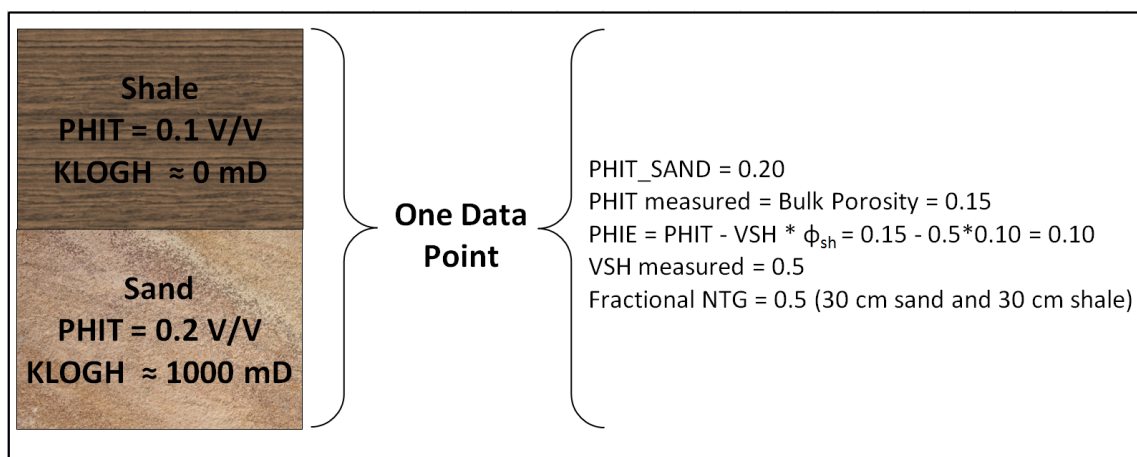 Shale
PHIT = 0.1 V/V
KLOGH ≈ 0 mD
Sand
PHIT = 0.2 V/V
KLOGH ≈ 1000 mD
One Data
Point
PHIT_SAND = 0.20
PHIT measured = Bulk Porosity = 0.15
PHIE = PHIT - VSH * ϕsh = 0.15 - 0.5*0.10 = 0.10
VSH measured = 0.5
Fractional NTG = 0.5 (30 cm sand and 30 cm shale)